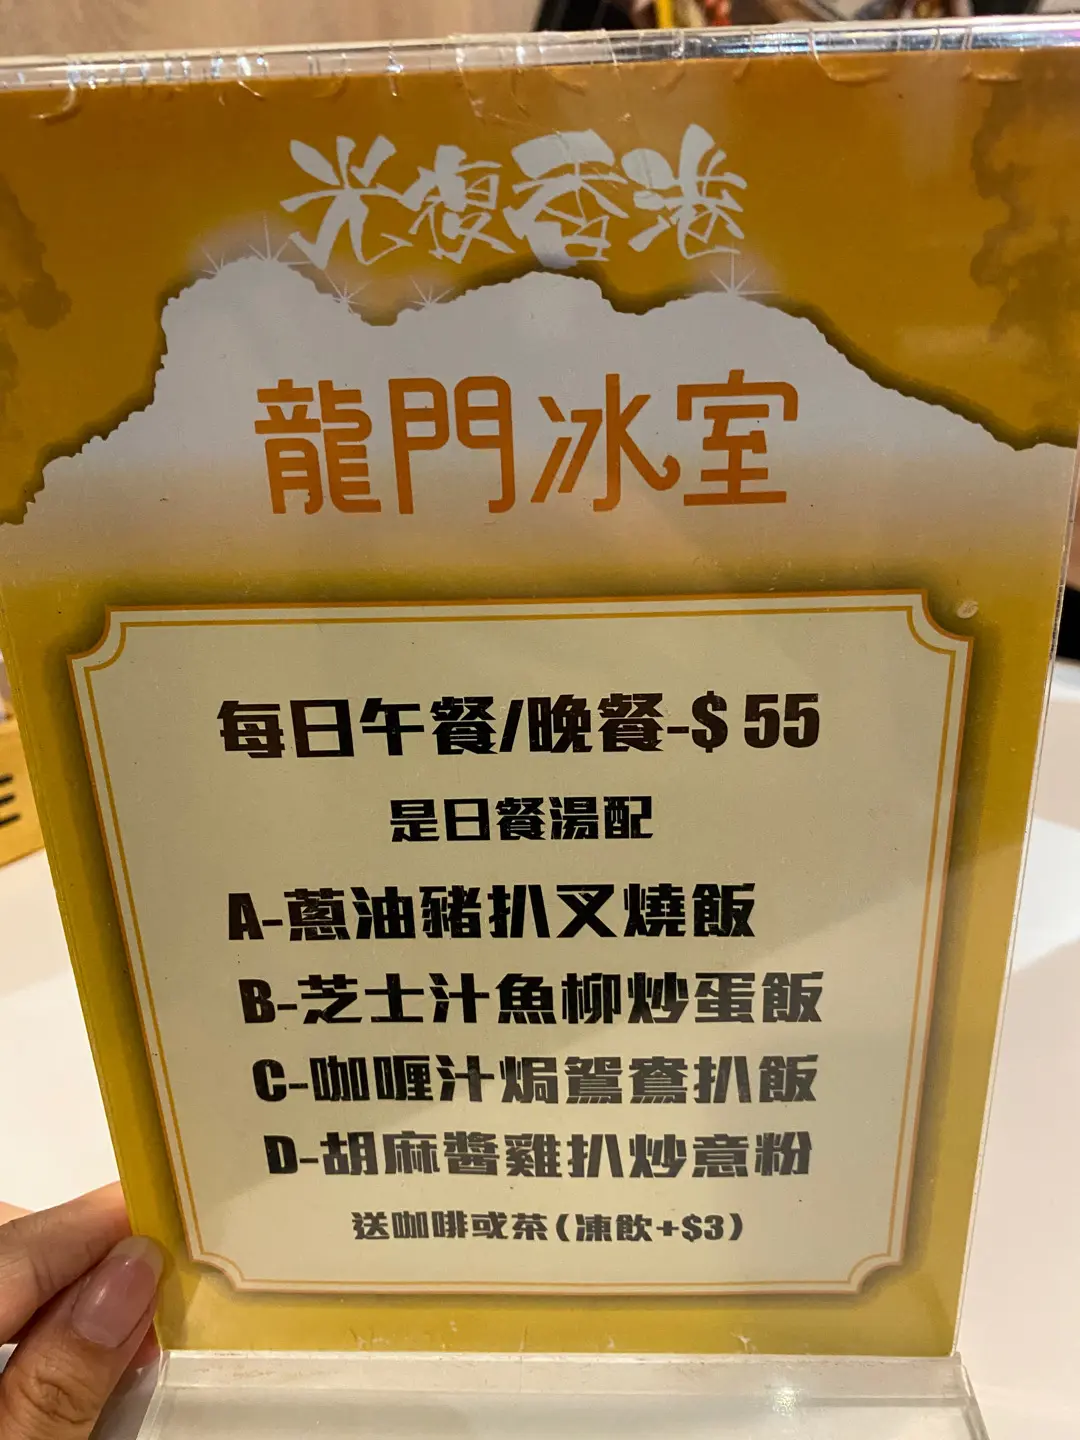 光復香港
龍門冰室
每日午餐/晚餐-$55
是日餐湯配
A-蔥油豬扒叉燒飯
B-芝士汁魚柳炒蛋飯
C-咖喱汁焗鴛鴦扒飯
D-胡麻醬雞扒炒意粉
送咖啡或茶(凍飲+$3)